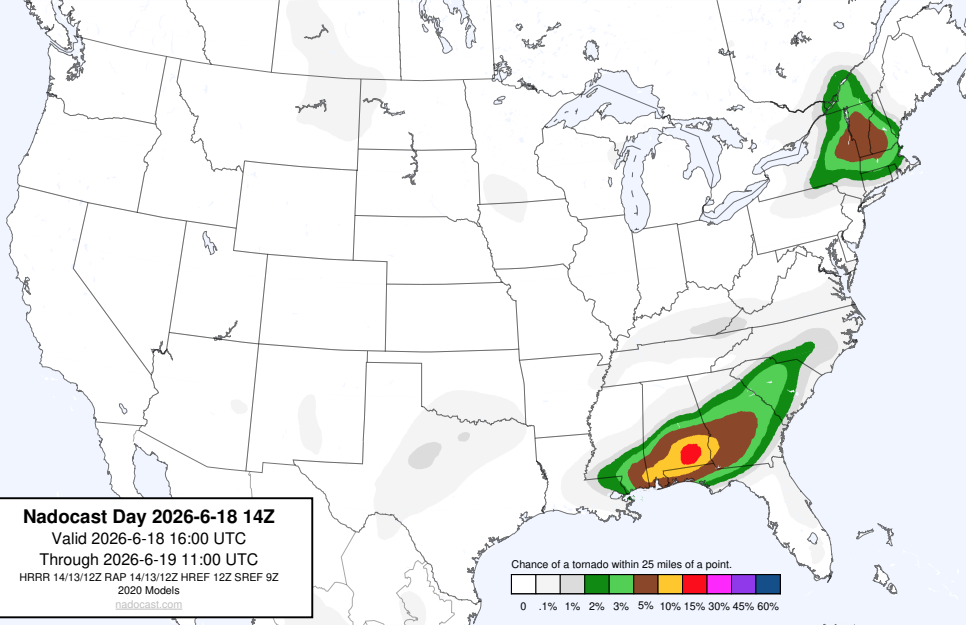 Nadocast Day 2026-6-18 14Z
Valid 2026-6-18 16:00 UTC
Through 2026-6-19 11:00 UTC
HRRR 14/13/12Z RAP 14/13/12Z HREF 12Z SREF 9Z
2020 Models
nadocast.com
Chance of a tornado within 25 miles of a point.
0 .1% 1% 2% 3% 5% 10% 15% 30% 45% 60%